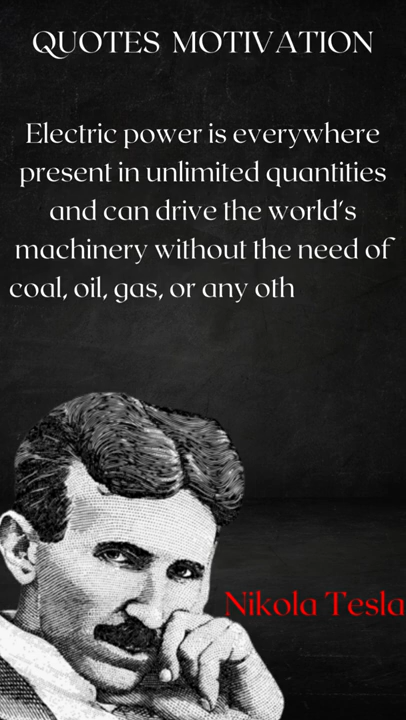 QUOTES MOTIVATION
Electric power is everywhere
present in unlimited quantities
and can drive the world's
machinery without the need of
coal, oil, gas, or any oth
Nikola Tesla